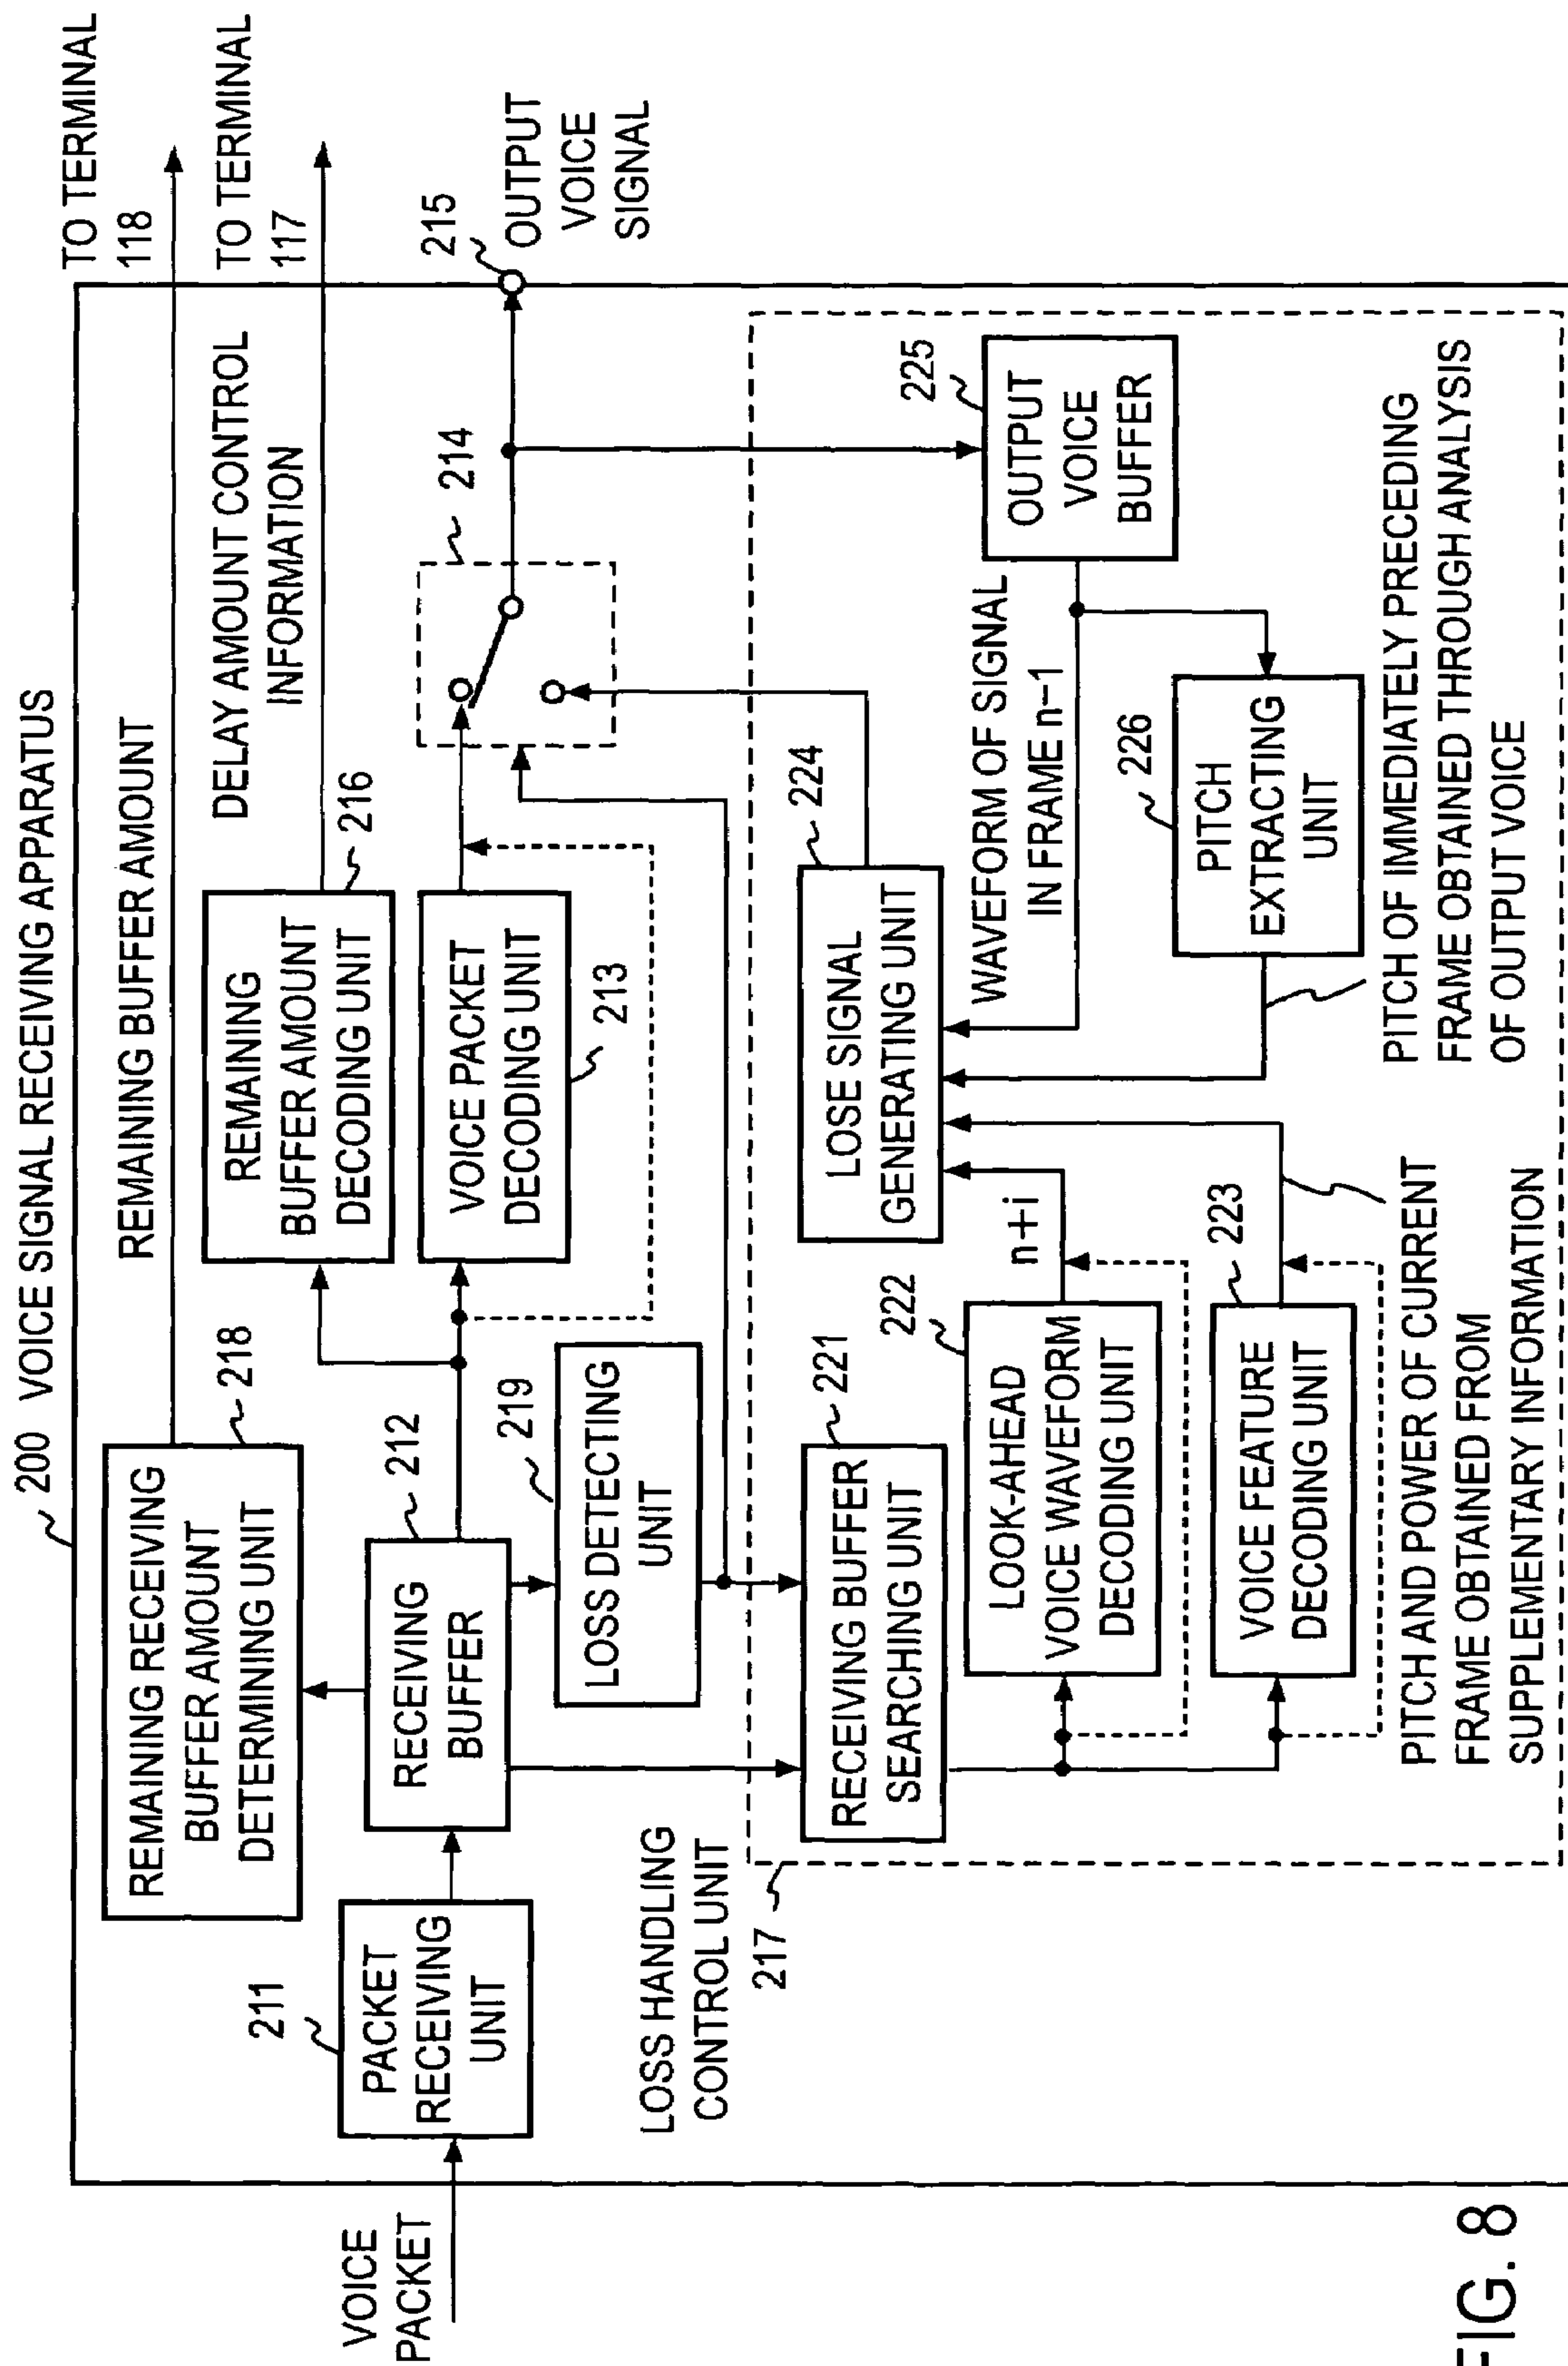 200 VOICE SIGNAL RECEIVING APPARATUS
TO TERMINAL
118
REMAINING BUFFER AMOUNT
TO TERMINAL
117
DELAY AMOUNT CONTROL
INFORMATION
REMAINING RECEIVING
BUFFER AMOUNT
DETERMINING UNIT
218
REMAINING
BUFFER AMOUNT
DECODING UNIT
216
VOICE
PACKET
211
PACKET
RECEIVING
UNIT
212
RECEIVING
BUFFER
VOICE PACKET
DECODING UNIT
213
214
215
OUTPUT
VOICE
SIGNAL
219
LOSS DETECTING
UNIT
LOSS HANDLING
CONTROL UNIT
217
221
RECEIVING BUFFER
SEARCHING UNIT
222
LOOK-AHEAD
VOICE WAVEFORM
DECODING UNIT
n+i
223
VOICE FEATURE
DECODING UNIT
224
LOSE SIGNAL
GENERATING UNIT
225
OUTPUT
VOICE
BUFFER
WAVEFORM OF SIGNAL
IN FRAME n-1
226
PITCH
EXTRACTING
UNIT
PITCH AND POWER OF CURRENT
FRAME OBTAINED FROM
SUPPLEMENTARY INFORMATION
PITCH OF IMMEDIATELY PRECEDING
FRAME OBTAINED THROUGH ANALYSIS
OF OUTPUT VOICE
FIG. 8